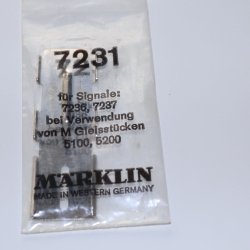 7231
für Signale:
7236, 7237
bei Verwendung
von M Gleisstücken
5100, 5200
MÄRKLIN
MADE IN WESTERN GERMANY